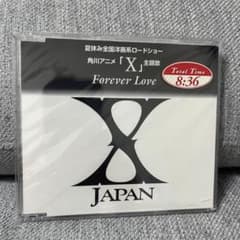 夏休み全国洋画系ロードショー
角川アニメ「X」主題歌
Forever Love
Total Time
8:36
X
JAPAN